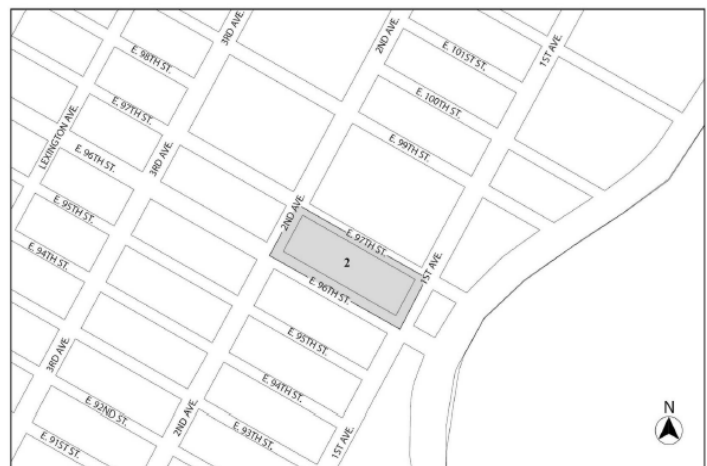 3RD AVE.
2ND AVE.
1ST AVE.
E. 98TH ST.
E. 101ST ST.
E. 97TH ST.
E. 100TH ST.
LEXINGTON AVE.
E. 96TH ST.
3RD AVE.
E. 99TH ST.
E. 95TH ST.
2ND AVE.
E. 94TH ST.
E. 97TH ST.
2
1ST AVE.
E. 96TH ST.
E. 95TH ST.
3RD AVE.
E. 94TH ST.
E. 92ND ST.
2ND AVE.
E. 93TH ST.
1ST AVE.
E. 91ST ST.
N